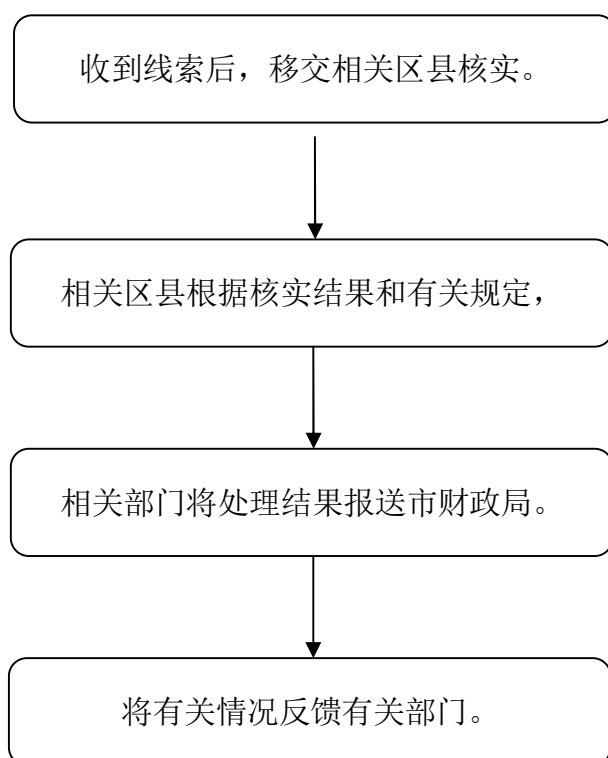 收到线索后，移交相关区县核实。
相关区县根据核实结果和有关规定，
相关部门将处理结果报送市财政局。
将有关情况反馈有关部门。